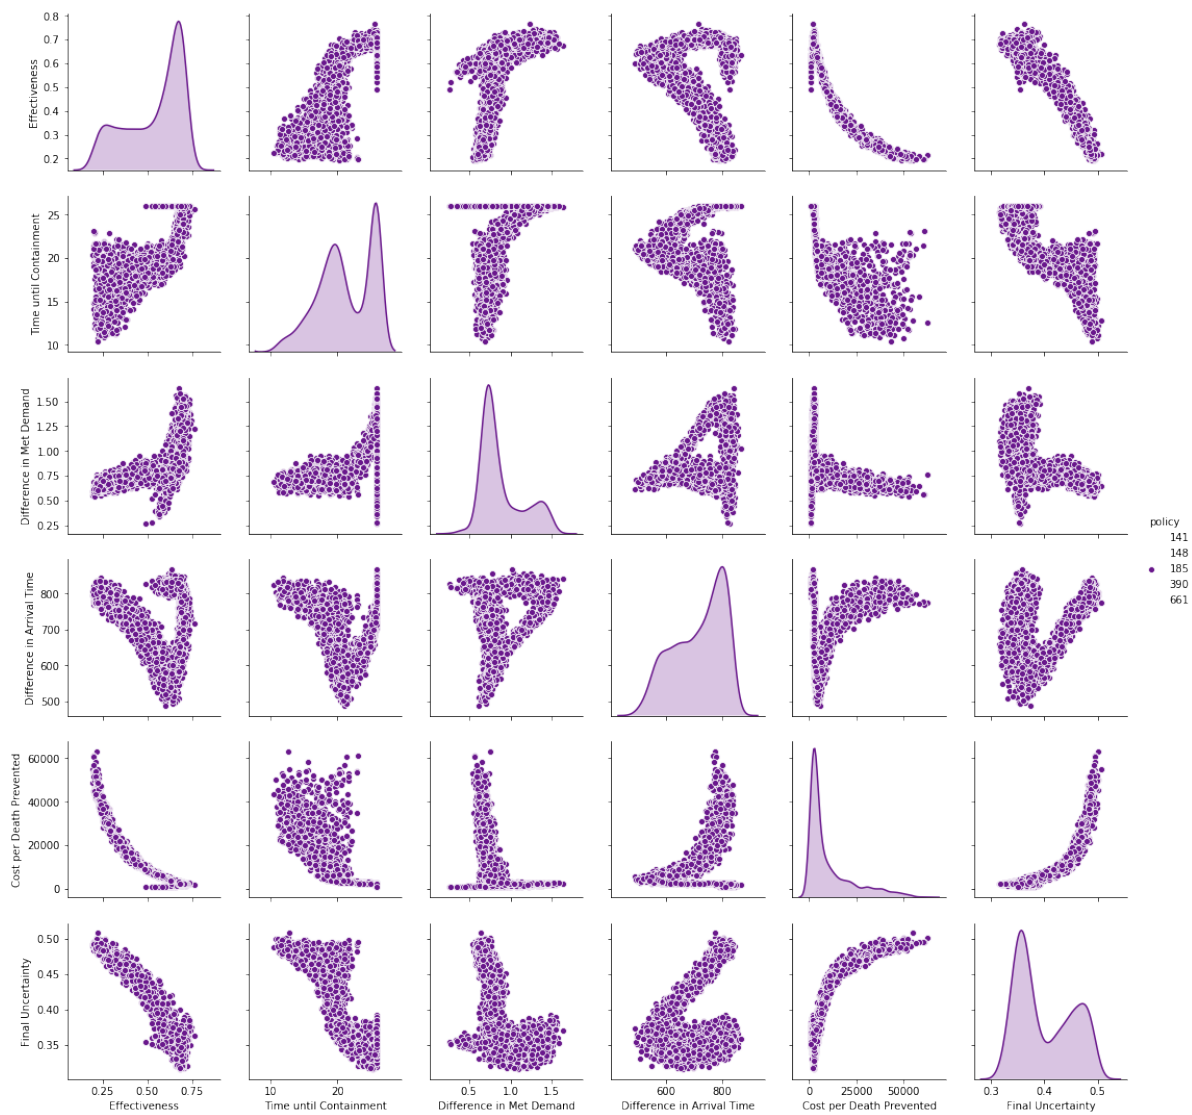 Effectiveness
0.8
0.7
0.6
0.5
0.4
0.3
0.2
Time until Containment
25
20
15
10
Difference in Met Demand
1.50
1.25
1.00
0.75
0.50
0.25
policy
141
148
185
390
661
Difference in Arrival Time
800
700
600
500
Cost per Death Prevented
60000
40000
20000
0
Final Uncertainty
0.50
0.45
0.40
0.35
0.25 0.50 0.75
10 20
0.5 1.0 1.5
600 800
0 25000 50000
0.3 0.4 0.5
Effectiveness
Time until Containment
Difference in Met Demand
Difference in Arrival Time
Cost per Death Prevented
Final Uncertainty